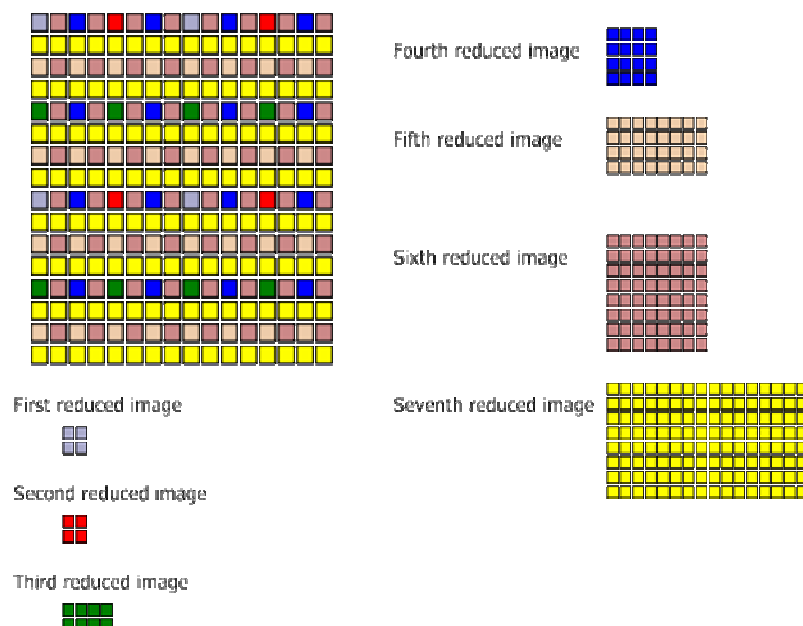 Fourth reduced image
Fifth reduced image
Sixth reduced image
First reduced image
Seventh reduced image
Second reduced image
Third reduced image